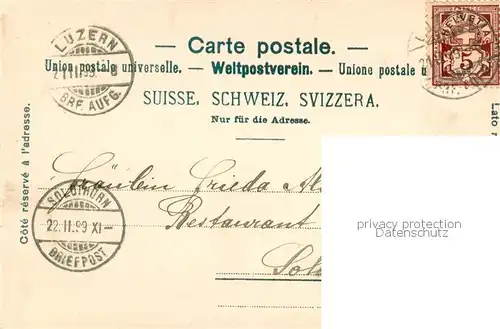 Carte postale.
Union postale universelle. — Weltpostverein. — Unione postale u
SUISSE. SCHWEIZ. SVIZZERA.
Nur für die Adresse.
Côté réservé à l'adresse.
Lato r
LUZERN
BRF. AUFG.
HELVETIA
5
Fräulein Frieda
Restaurant
Solo
SOLOTHURN
22.II.99 XI–
BRIEFPOST
privacy protection
Datenschutz